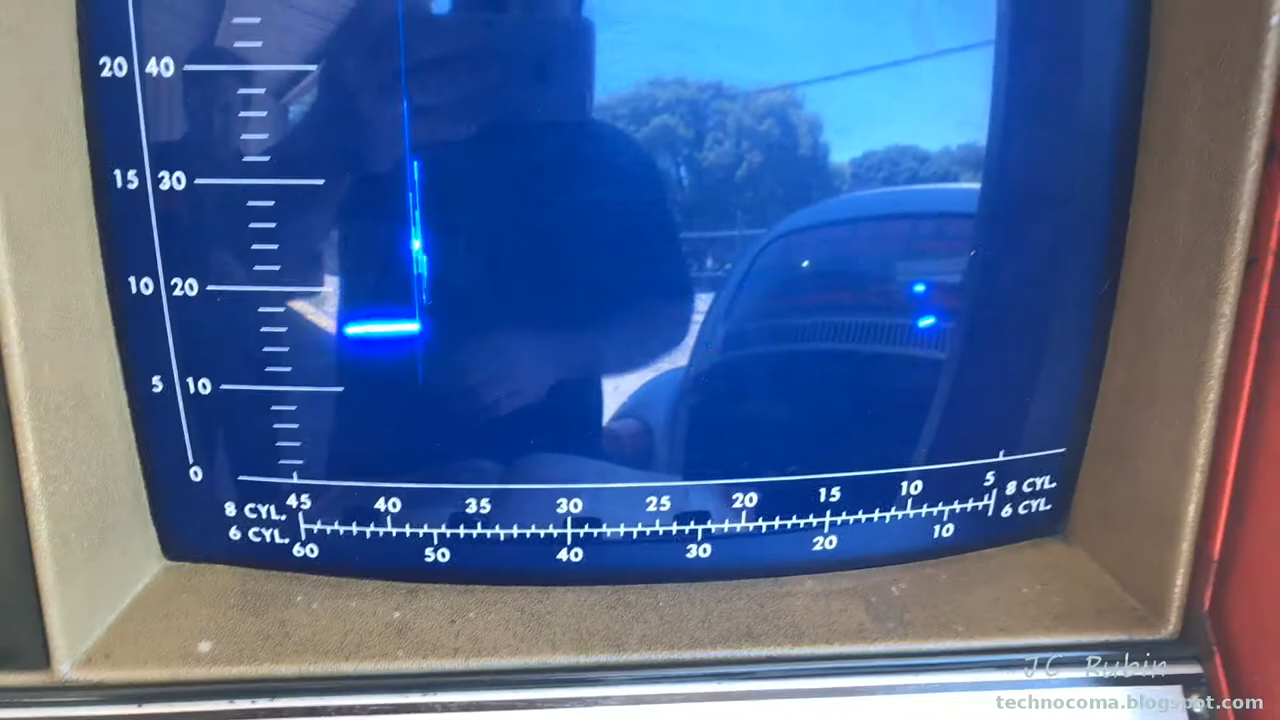 20 40
15 30
10 20
5 10
0
45 40 35 30 25 20 15 10 5
8 CYL. 8 CYL.
6 CYL. 6 CYL.
60 50 40 30 20 10
JC Rubin
technocoma.blogspot.com